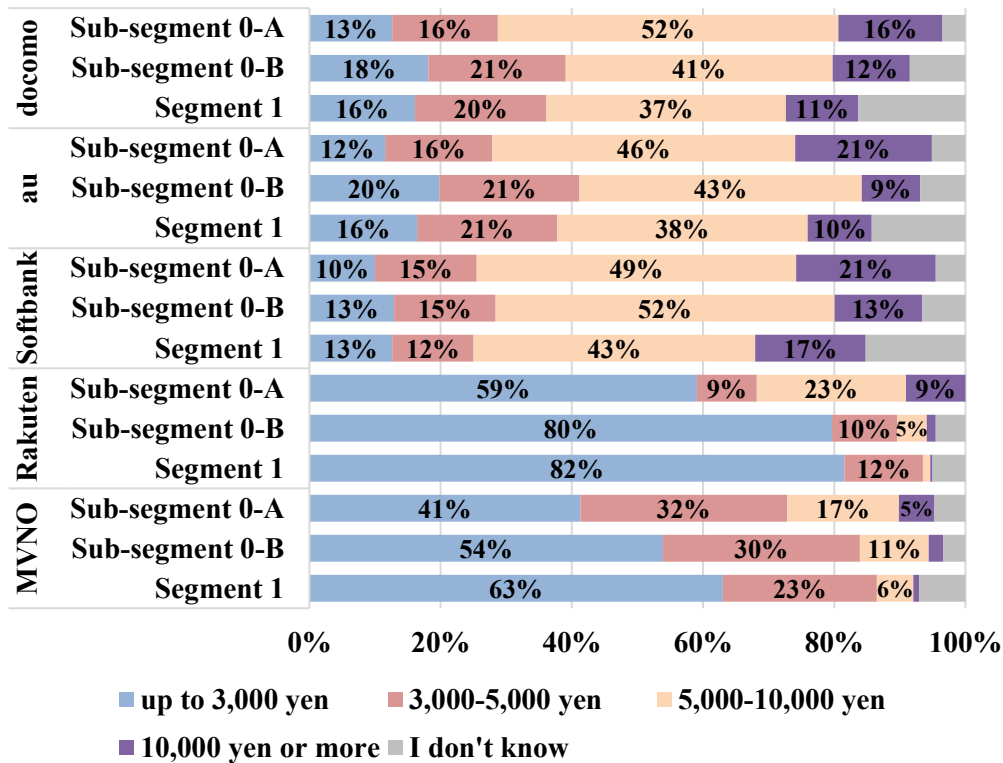 docomo
Sub-segment 0-A 13% 16% 52% 16%
Sub-segment 0-B 18% 21% 41% 12%
Segment 1 16% 20% 37% 11%
au
Sub-segment 0-A 12% 16% 46% 21%
Sub-segment 0-B 20% 21% 43% 9%
Segment 1 16% 21% 38% 10%
Softbank
Sub-segment 0-A 10% 15% 49% 21%
Sub-segment 0-B 13% 15% 52% 13%
Segment 1 13% 12% 43% 17%
Rakuten
Sub-segment 0-A 59% 9% 23% 9%
Sub-segment 0-B 80% 10% 5%
Segment 1 82% 12%
MVNO
Sub-segment 0-A 41% 32% 17% 5%
Sub-segment 0-B 54% 30% 11%
Segment 1 63% 23% 6%
0% 20% 40% 60% 80% 100%
up to 3,000 yen 3,000-5,000 yen 5,000-10,000 yen
10,000 yen or more I don't know